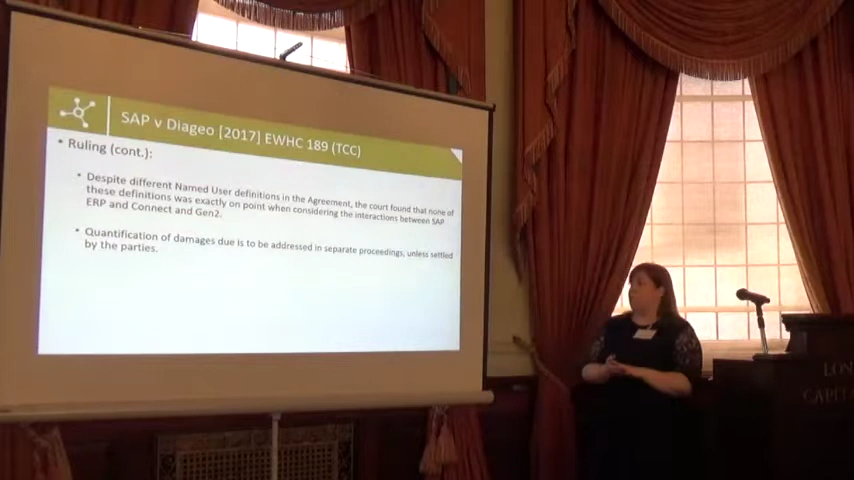 SAP v Diageo [2017] EWHC 189 (TCC)
• Ruling (cont.):
• Despite different Named User definitions in the Agreement, the court found that none of
these definitions was exactly on point when considering the interactions between SAP
ERP and Connect and Gen2.
• Quantification of damages due is to be addressed in separate proceedings, unless settled
by the parties.
LON
CAPITO